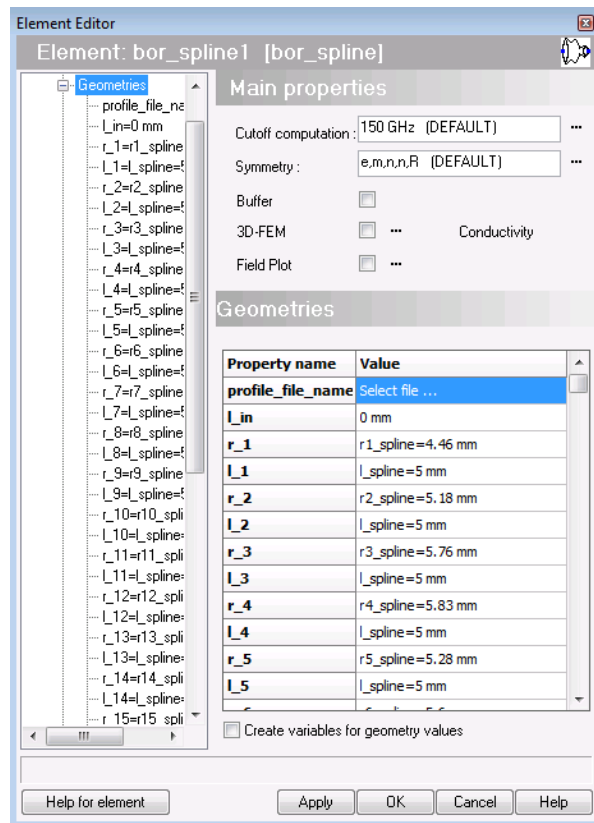 Element Editor
Element: bor_spline1 [bor_spline]
Geometries
profile_file_na
l_in=0 mm
r_1=r1_spline
l_1=l_spline=5
r_2=r2_spline
l_2=l_spline=5
r_3=r3_spline
l_3=l_spline=5
r_4=r4_spline
l_4=l_spline=5
r_5=r5_spline
l_5=l_spline=5
r_6=r6_spline
l_6=l_spline=5
r_7=r7_spline
l_7=l_spline=5
r_8=r8_spline
l_8=l_spline=5
r_9=r9_spline
l_9=l_spline=5
r_10=r10_spli
l_10=l_spline=
r_11=r11_spli
l_11=l_spline=
r_12=r12_spli
l_12=l_spline=
r_13=r13_spli
l_13=l_spline=
r_14=r14_spli
l_14=l_spline=
r_15=r15_spli
Main properties
Cutoff computation : 150 GHz (DEFAULT) ...
Symmetry : e,m,n,n,R (DEFAULT) ...
Buffer
3D-FEM ... Conductivity
Field Plot ...
Geometries
Property name Value
profile_file_name Select file ...
l_in 0 mm
r_1 r1_spline=4.46 mm
l_1 l_spline=5 mm
r_2 r2_spline=5.18 mm
l_2 l_spline=5 mm
r_3 r3_spline=5.76 mm
l_3 l_spline=5 mm
r_4 r4_spline=5.83 mm
l_4 l_spline=5 mm
r_5 r5_spline=5.28 mm
l_5 l_spline=5 mm
Create variables for geometry values
Help for element Apply OK Cancel Help